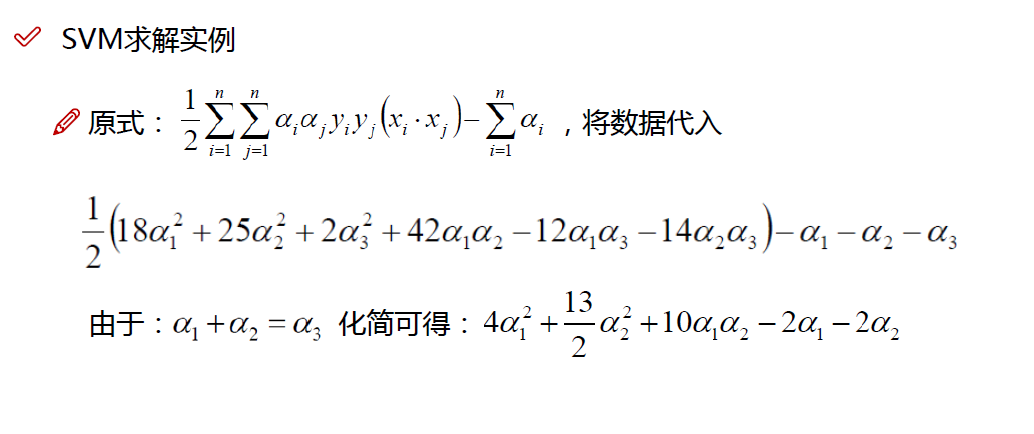 SVM求解实例
原式： \frac{1}{2}\sum_{i=1}^{n}\sum_{j=1}^{n}\alpha_i\alpha_j y_i y_j(x_i \cdot x_j) - \sum_{i=1}^{n}\alpha_i ，将数据代入
\frac{1}{2}(18\alpha_1^2 + 25\alpha_2^2 + 2\alpha_3^2 + 42\alpha_1\alpha_2 - 12\alpha_1\alpha_3 - 14\alpha_2\alpha_3) - \alpha_1 - \alpha_2 - \alpha_3
由于：\alpha_1 + \alpha_2 = \alpha_3 化简可得： 4\alpha_1^2 + \frac{13}{2}\alpha_2^2 + 10\alpha_1\alpha_2 - 2\alpha_1 - 2\alpha_2